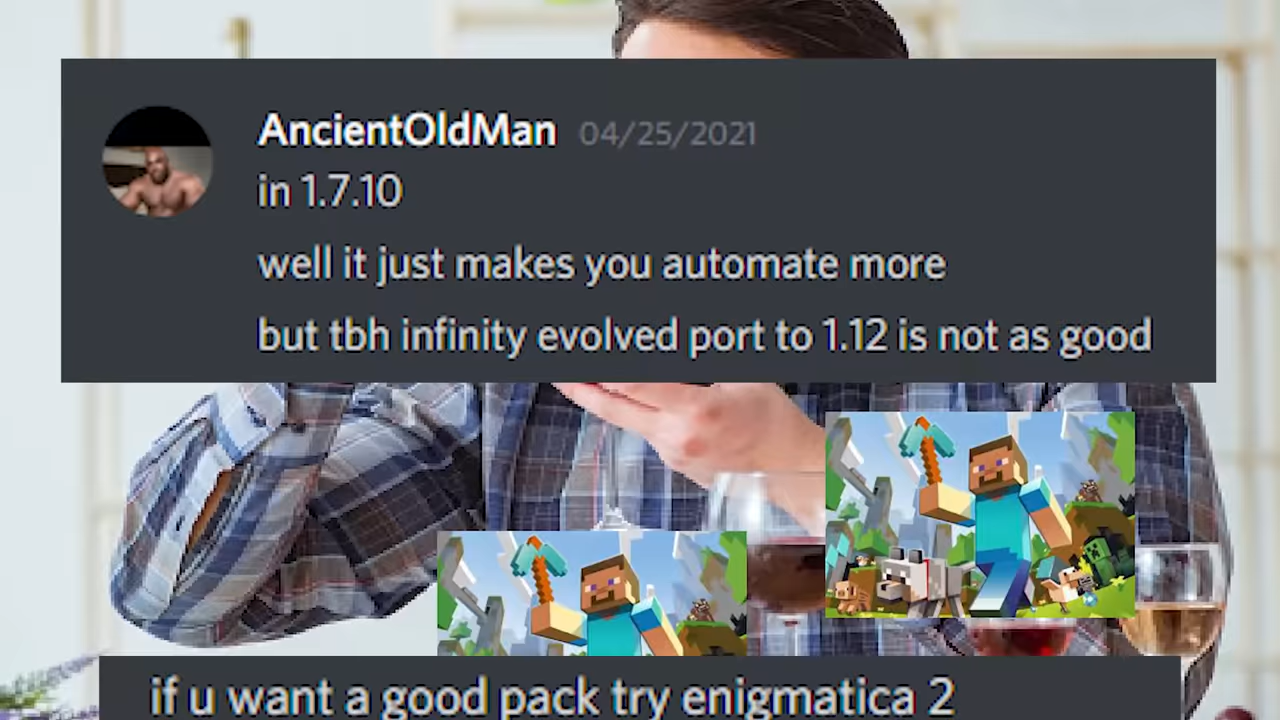 AncientOldMan 04/25/2021
in 1.7.10
well it just makes you automate more
but tbh infinity evolved port to 1.12 is not as good
if u want a good pack try enigmatica 2